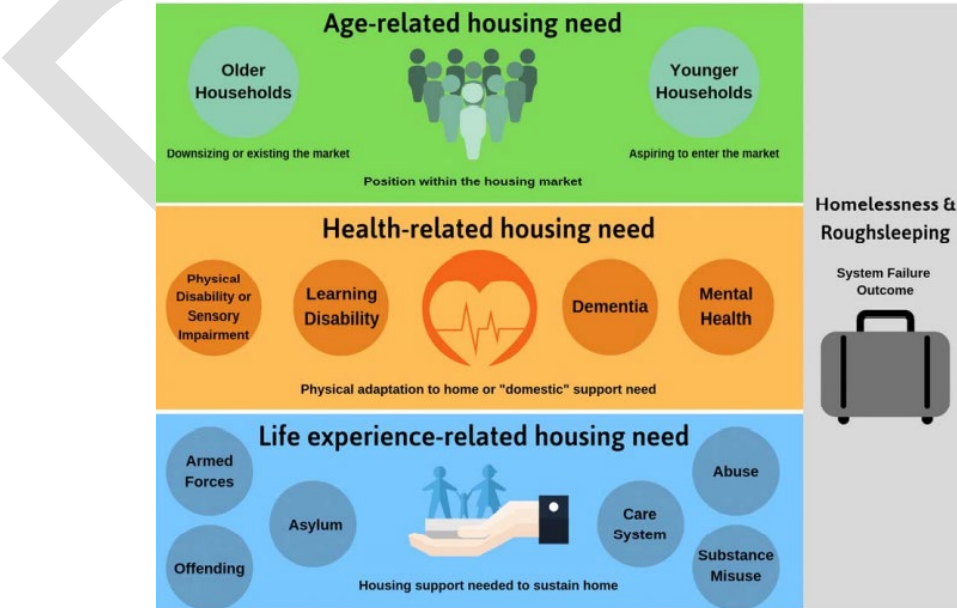 Age-related housing need
Older
Households
Younger
Households
Downsizing or existing the market
Aspiring to enter the market
Position within the housing market
Health-related housing need
Physical
Disability or
Sensory
Impairment
Learning
Disability
Dementia
Mental
Health
Physical adaptation to home or "domestic" support need
Life experience-related housing need
Armed
Forces
Asylum
Offending
Care
System
Abuse
Substance
Misuse
Housing support needed to sustain home
Homelessness &
Roughsleeping
System Failure
Outcome